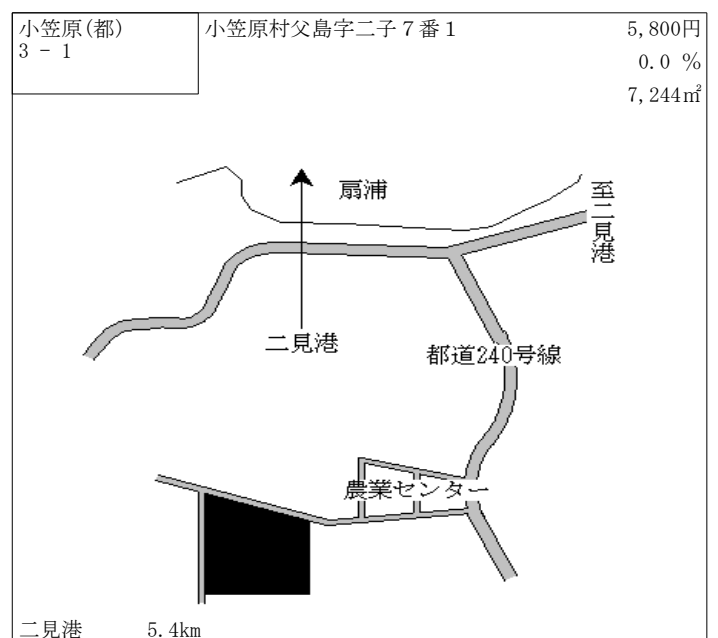 小笠原(都)
3 - 1
小笠原村父島字二子7番1
5,800円
0.0 %
7,244㎡
扇浦
至二見港
二見港
都道240号線
農業センター
二見港 5.4km